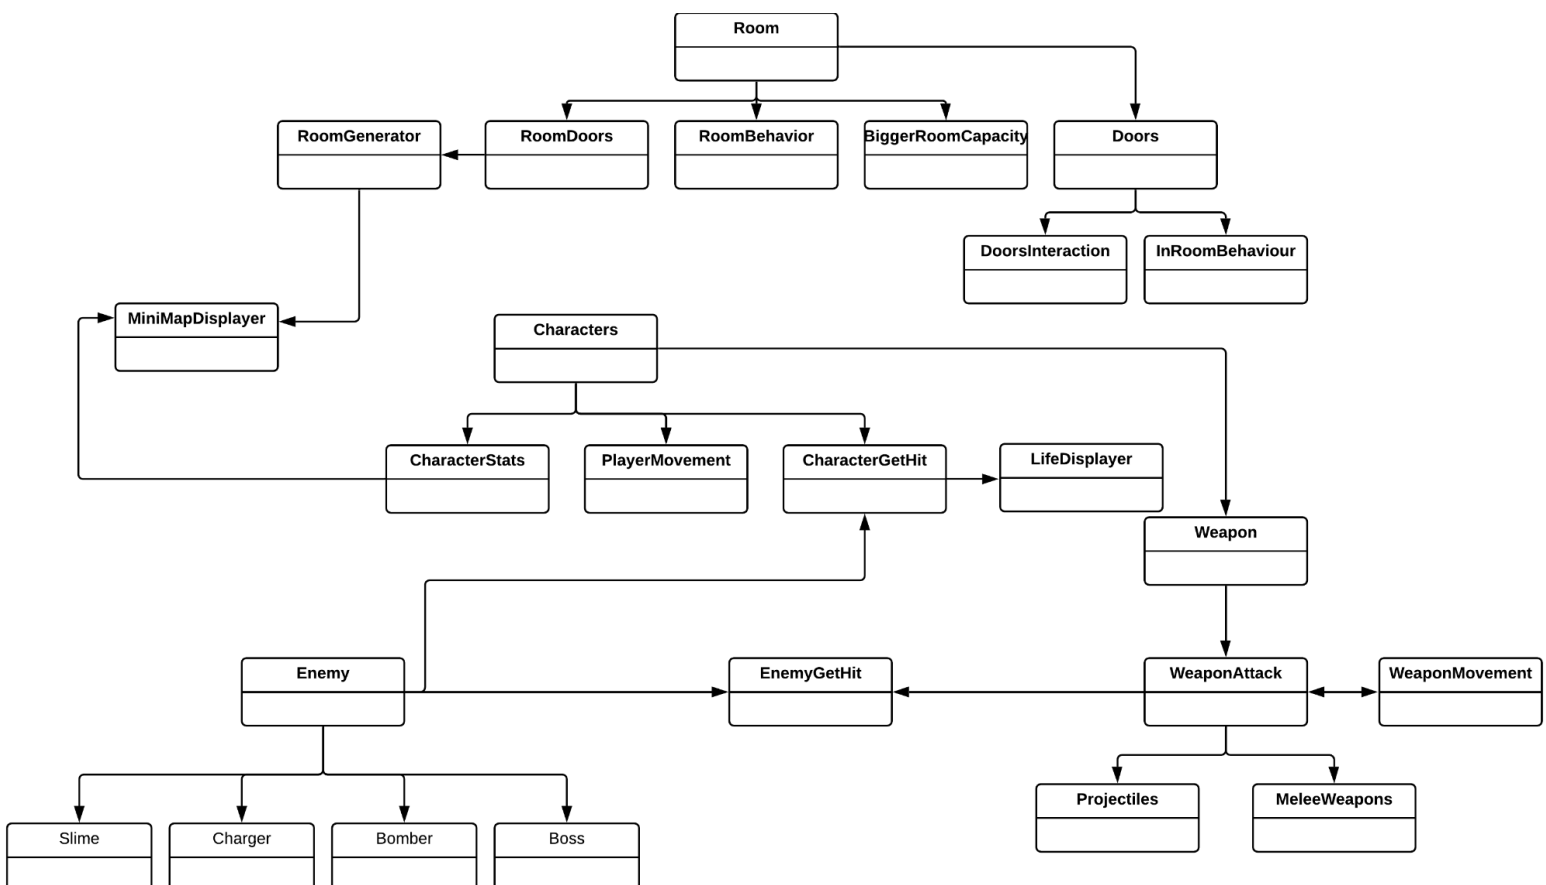 Room
RoomGenerator
RoomDoors
RoomBehavior
BiggerRoomCapacity
Doors
DoorsInteraction
InRoomBehaviour
MiniMapDisplayer
Characters
CharacterStats
PlayerMovement
CharacterGetHit
LifeDisplayer
Weapon
Enemy
EnemyGetHit
WeaponAttack
WeaponMovement
Projectiles
MeleeWeapons
Slime
Charger
Bomber
Boss